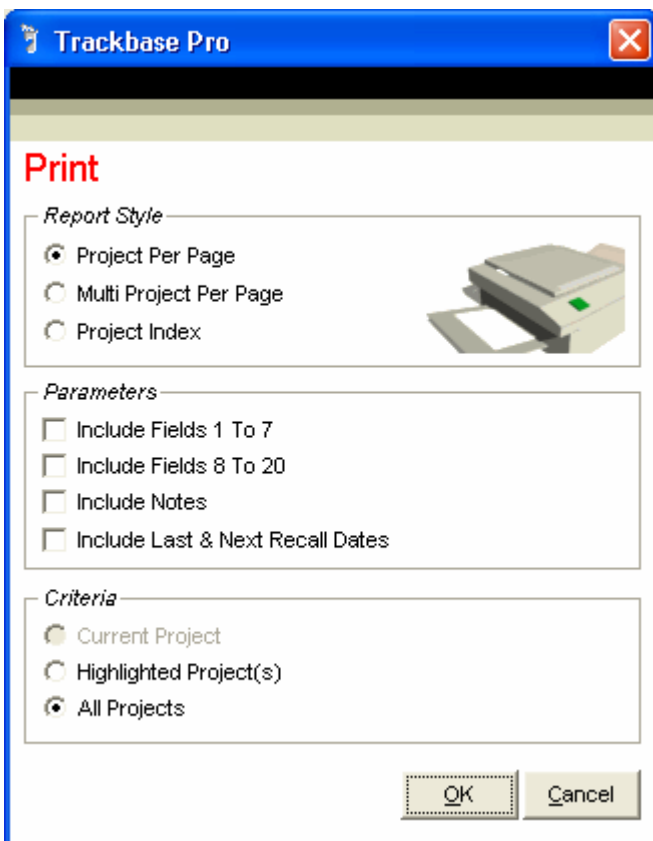 Trackbase Pro
Print
Report Style
Project Per Page
Multi Project Per Page
Project Index
Parameters
Include Fields 1 To 7
Include Fields 8 To 20
Include Notes
Include Last & Next Recall Dates
Criteria
Current Project
Highlighted Project(s)
All Projects
OK Cancel